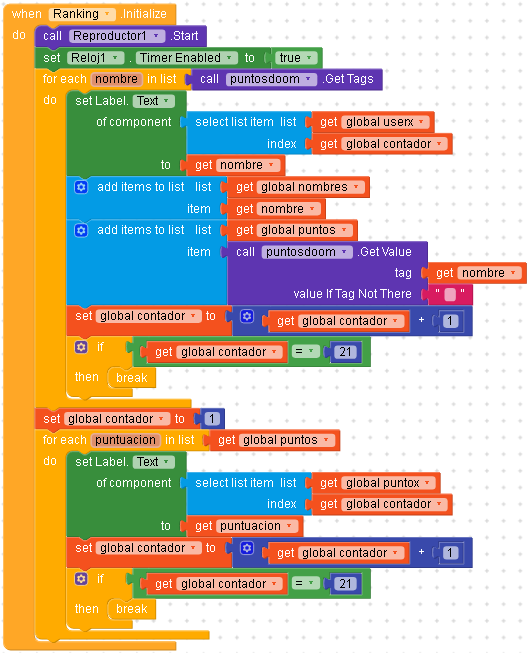 when Ranking .Initialize
do call Reproductor1 .Start
set Reloj1 . Timer Enabled to true
for each nombre in list call puntosdoom .Get Tags
do set Label. Text
of component select list item list get global userx
index get global contador
to get nombre
add items to list list get global nombres
item get nombre
add items to list list get global puntos
item call puntosdoom .Get Value
tag get nombre
value If Tag Not There " "
set global contador to get global contador + 1
if get global contador = 21
then break
set global contador to 1
for each puntuacion in list get global puntos
do set Label. Text
of component select list item list get global puntox
index get global contador
to get puntuacion
set global contador to get global contador + 1
if get global contador = 21
then break